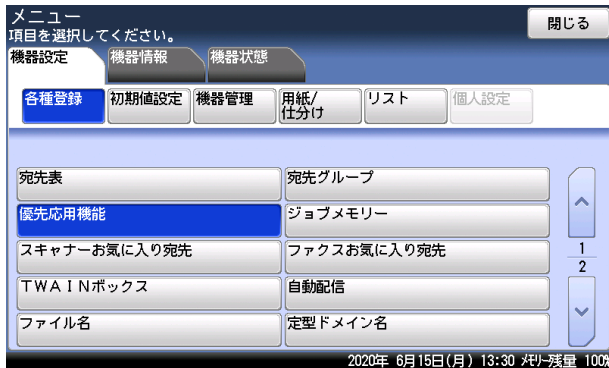 メニュー
閉じる
項目を選択してください。
機器設定 機器情報 機器状態
各種登録 初期値設定 機器管理 用紙/
仕分け リスト 個人設定
宛先表 宛先グループ
優先応用機能 ジョブメモリー
スキャナーお気に入り宛先 ファクスお気に入り宛先
1
2
TWAINボックス 自動配信
ファイル名 定型ドメイン名
2020年 6月15日(月) 13:30 メモリー残量 100%